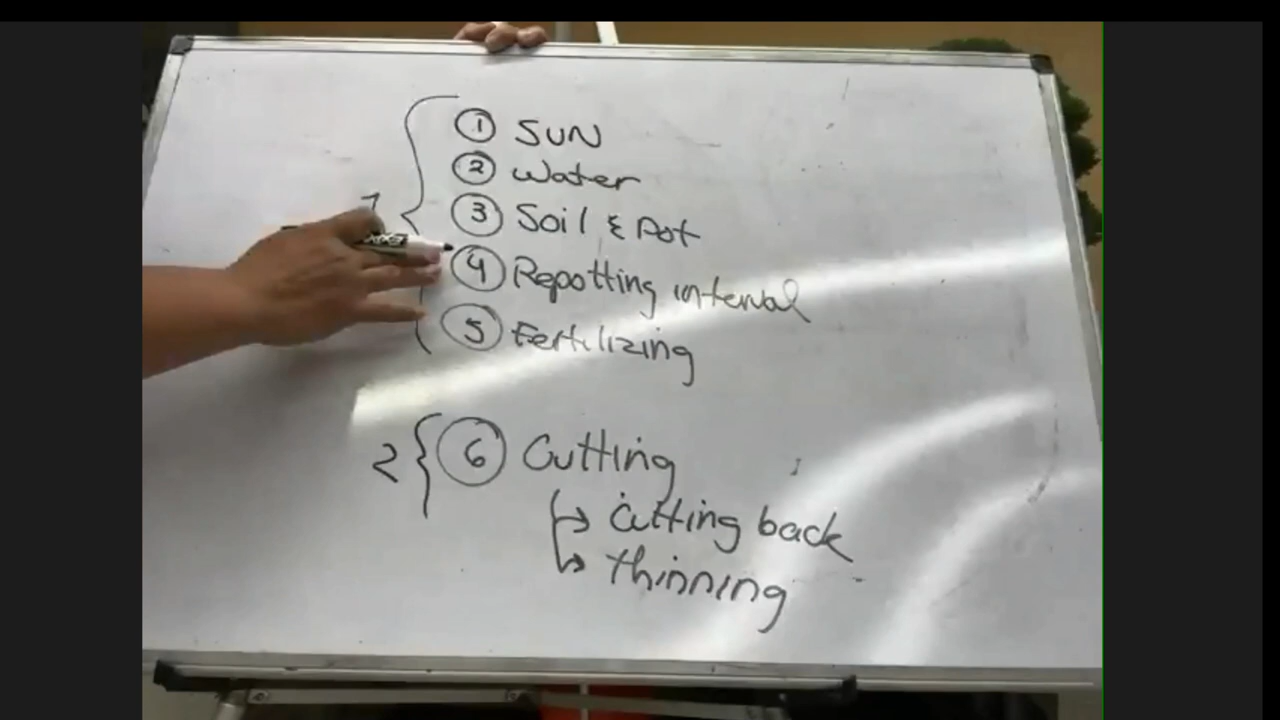 ① SUN
② Water
③ Soil & Pot
④ Repotting interval
⑤ Fertilizing
2 { ⑥ Cutting
↳ Cutting back
↳ thinning